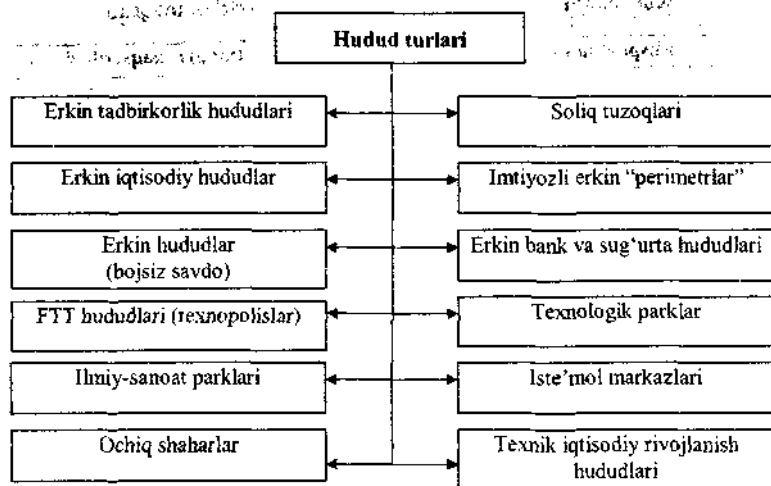 Hudud turlari
Erkin tadbirkorlik hududlari
Soliq tuzoqlari
Erkin iqtisodiy hududlar
Imtiyozli erkin “perimetrlar”
Erkin hududlar
(bojsiz savdo)
Erkin bank va sug‘urta hududlari
FTT hududlari (texnopolislar)
Texnologik parklar
Ilmiy-sanoat parklari
Iste’mol markazlari
Ochiq shaharlar
Texnik iqtisodiy rivojlanish
hududlari